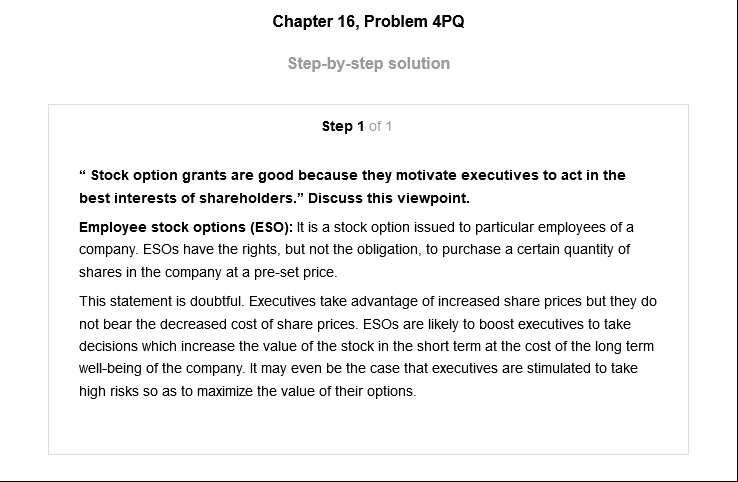 Chapter 16, Problem 4PQ
Step-by-step solution
Step 1 of 1
“ Stock option grants are good because they motivate executives to act in the
best interests of shareholders.” Discuss this viewpoint.
Employee stock options (ESO): It is a stock option issued to particular employees of a
company. ESOs have the rights, but not the obligation, to purchase a certain quantity of
shares in the company at a pre-set price.
This statement is doubtful. Executives take advantage of increased share prices but they do
not bear the decreased cost of share prices. ESOs are likely to boost executives to take
decisions which increase the value of the stock in the short term at the cost of the long term
well-being of the company. It may even be the case that executives are stimulated to take
high risks so as to maximize the value of their options.